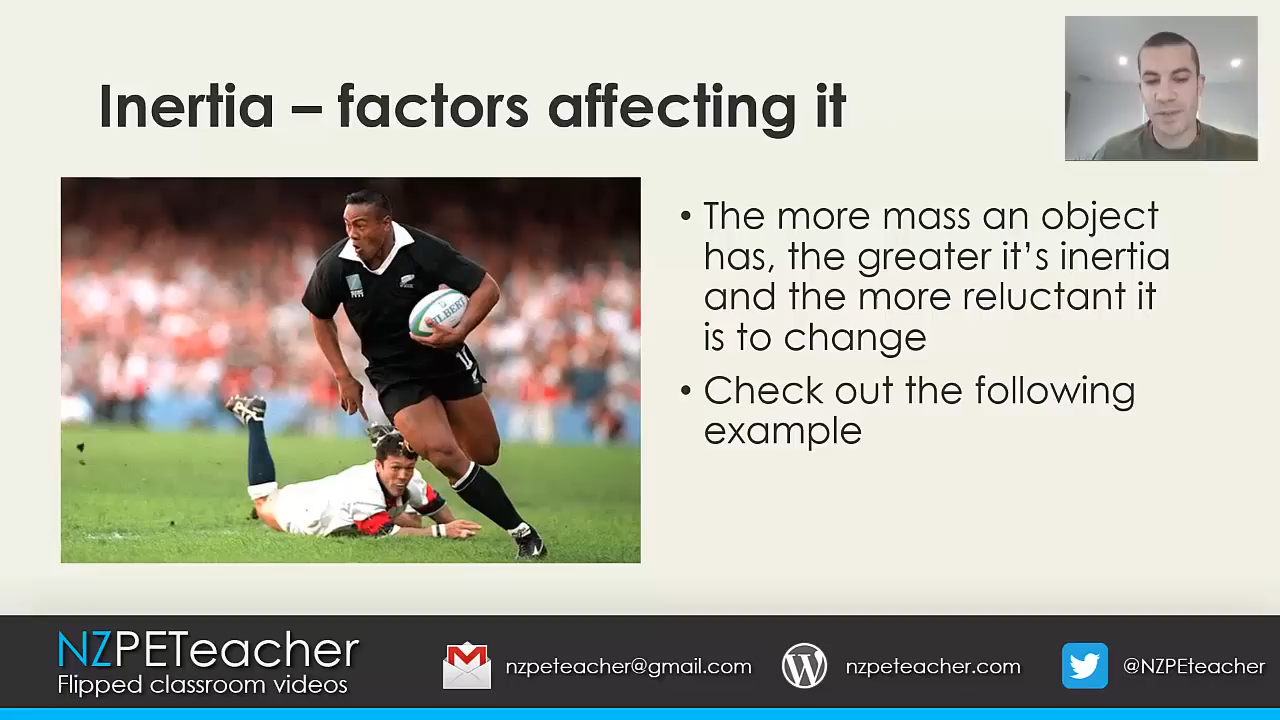 Inertia – factors affecting it
• The more mass an object
has, the greater it's inertia
and the more reluctant it
is to change
• Check out the following
example
GILBERT
NZPETeacher
Flipped classroom videos
nzpeteacher@gmail.com
nzpeteacher.com
@NZPEteacher